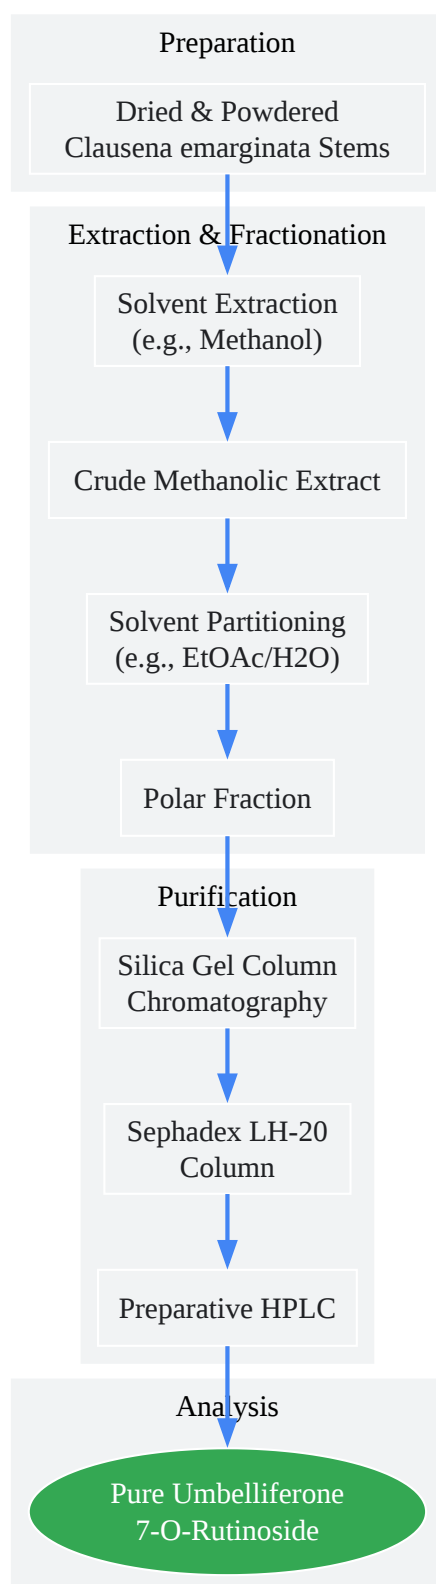 Preparation
Dried & Powdered
Clausena emarginata Stems
Extraction & Fractionation
Solvent Extraction
(e.g., Methanol)
Crude Methanolic Extract
Solvent Partitioning
(e.g., EtOAc/H2O)
Polar Fraction
Purification
Silica Gel Column
Chromatography
Sephadex LH-20
Column
Preparative HPLC
Analysis
Pure Umbelliferone
7-O-Rutinoside